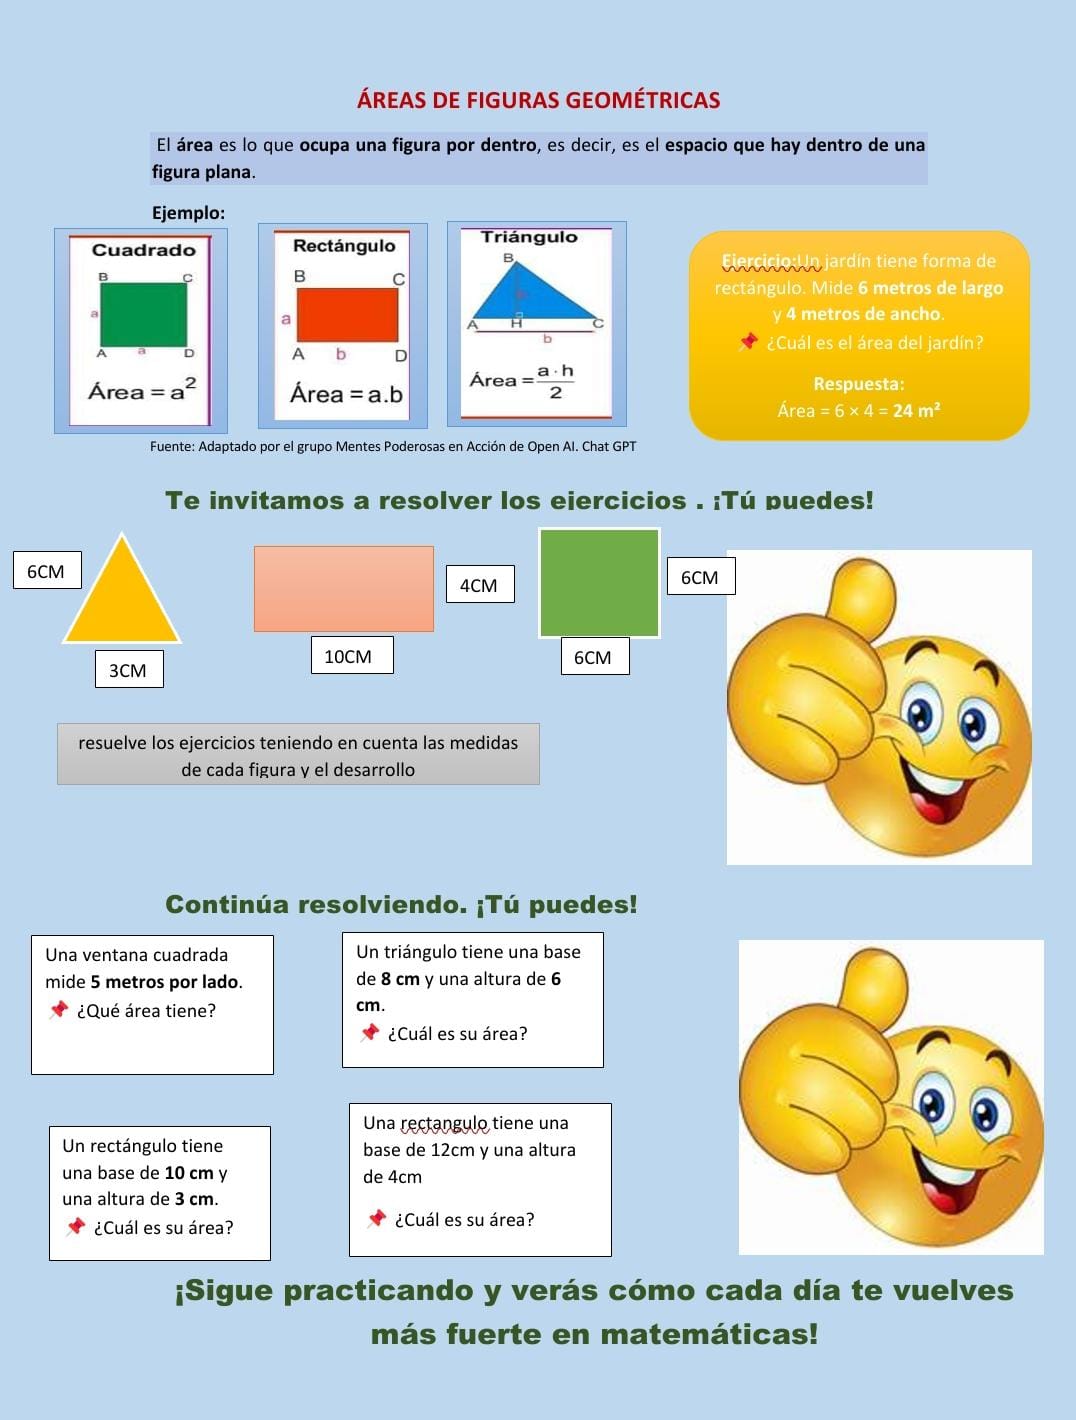 ÁREAS DE FIGURAS GEOMÉTRICAS
El área es lo que ocupa una figura por dentro, es decir, es el espacio que hay dentro de una
figura plana.
Ejemplo:
Cuadrado
B C
a
A a D
Área = a²
Rectángulo
B C
a
A b D
Área = a.b
Triángulo
B
h
A H C
b
Área = a · h
2
Ejercicio:Un jardín tiene forma de
rectángulo. Mide 6 metros de largo
y 4 metros de ancho.
📌 ¿Cuál es el área del jardín?
Respuesta:
Área = 6 × 4 = 24 m²
Fuente: Adaptado por el grupo Mentes Poderosas en Acción de Open AI. Chat GPT
Te invitamos a resolver los ejercicios . ¡Tú puedes!
6CM
3CM
4CM
10CM
6CM
6CM
resuelve los ejercicios teniendo en cuenta las medidas
de cada figura y el desarrollo
Continúa resolviendo. ¡Tú puedes!
Una ventana cuadrada
mide 5 metros por lado.
📌 ¿Qué área tiene?
Un triángulo tiene una base
de 8 cm y una altura de 6
cm.
📌 ¿Cuál es su área?
Un rectángulo tiene
una base de 10 cm y
una altura de 3 cm.
📌 ¿Cuál es su área?
Una rectangulo tiene una
base de 12cm y una altura
de 4cm
📌 ¿Cuál es su área?
¡Sigue practicando y verás cómo cada día te vuelves
más fuerte en matemáticas!